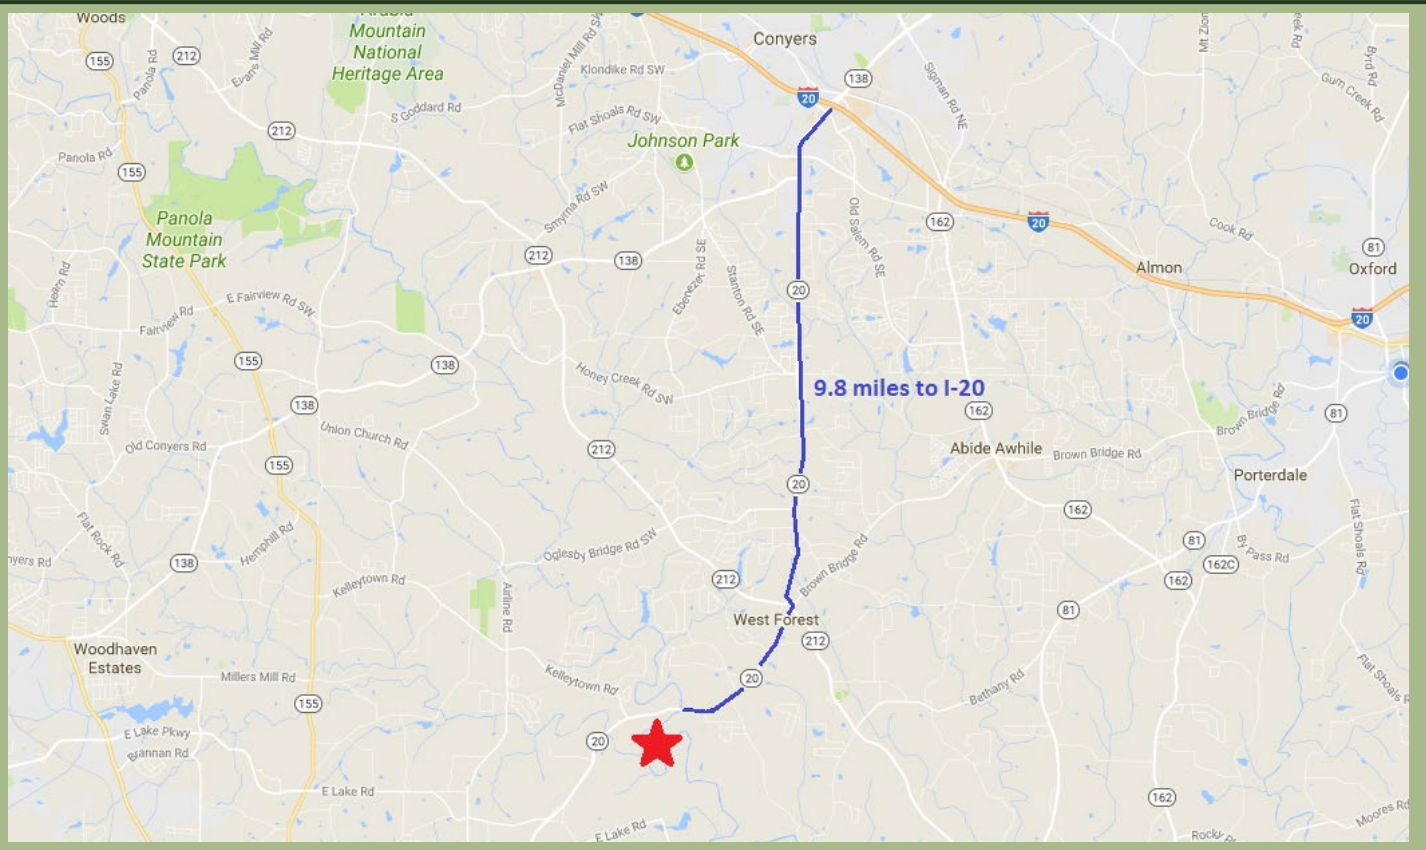 Woods
Arabia
Mountain
National
Heritage Area
Conyers
155
212
Panola Rd
Evans Mill Rd
McDaniel Mill Rd SW
Klondike Rd SW
138
20
Sigman Rd NE
Mt Zion
Byrd Rd
Gum Creek Rd
S Goddard Rd
Flat Shoals Rd SW
212
Johnson Park
Panola Rd
155
Smyrna Rd SW
Panola
Mountain
State Park
Old Salem Rd SE
162
20
Cook Rd
81
Oxford
Almon
212
138
Ebenezer Rd SE
Stanton Rd SE
Hearn Rd
E Fairview Rd SW
Fairview Rd
20
20
155
138
Honey Creek Rd SW
9.8 miles to I-20
Swan Lake Rd
138
162
81
Brown Bridge Rd
Union Church Rd
Old Conyers Rd
212
Abide Awhile
Brown Bridge Rd
155
Porterdale
20
162
Flat Shoals Rd
Flat Rock Rd
Hemphill Rd
Oglesby Bridge Rd SW
Brown Bridge Rd
81
By Pass Rd
nyers Rd
138
162C
162
Kelleytown Rd
212
Airline Rd
81
West Forest
212
Woodhaven
Estates
Millers Mill Rd
Kelleytown Rd
20
Bethany Rd
Flat Shoals R
155
E Lake Pkwy
Brannan Rd
20
E Lake Rd
162
E Lake Rd
Moores Rd